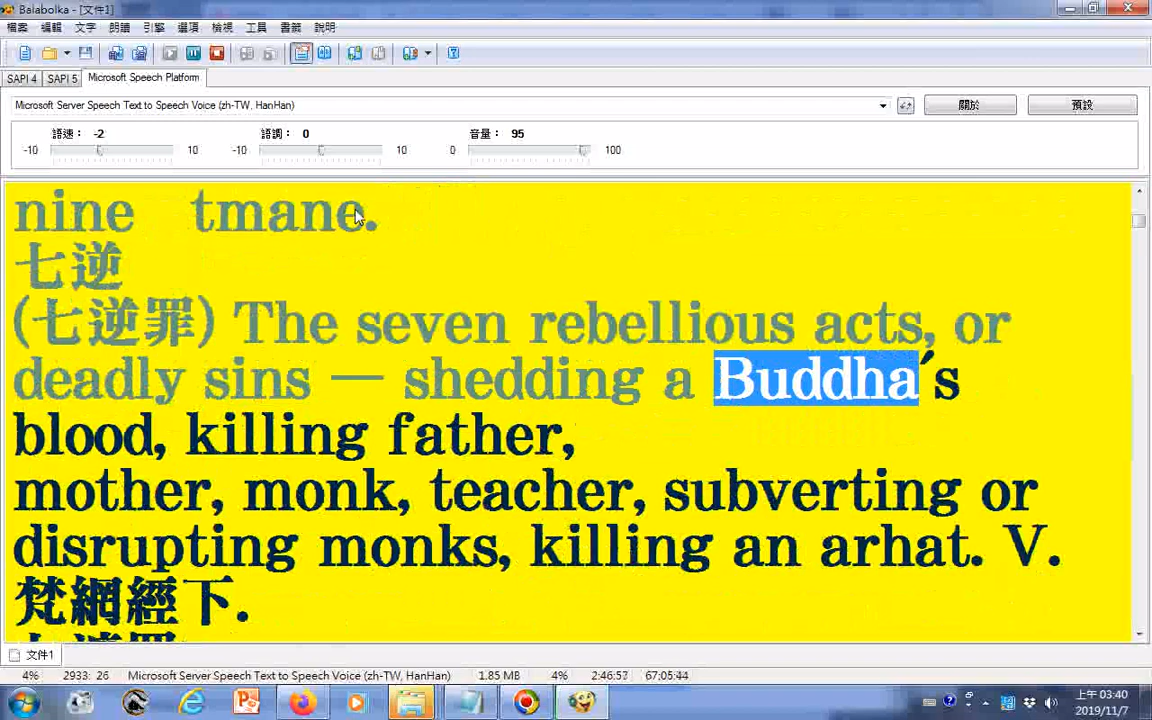 Balabolka - [文件1]
檔案 編輯 文字 朗讀 引擎 選項 檢視 工具 書籤 說明
SAPI 4 SAPI 5 Microsoft Speech Platform
Microsoft Server Speech Text to Speech Voice (zh-TW, HanHan) 關於 預設
語速： -2 語調： 0 音量： 95
-10 10 -10 10 0 100
nine tmane.
七逆
(七逆罪) The seven rebellious acts, or
deadly sins — shedding a Buddha´s
blood, killing father,
mother, monk, teacher, subverting or
disrupting monks, killing an arhat. V.
梵網經下.
七逆罪
文件1
4% 2933: 26 Microsoft Server Speech Text to Speech Voice (zh-TW, HanHan) 1.85 MB 4% 2:46:57 67:05:44
上午 03:40
2019/11/7